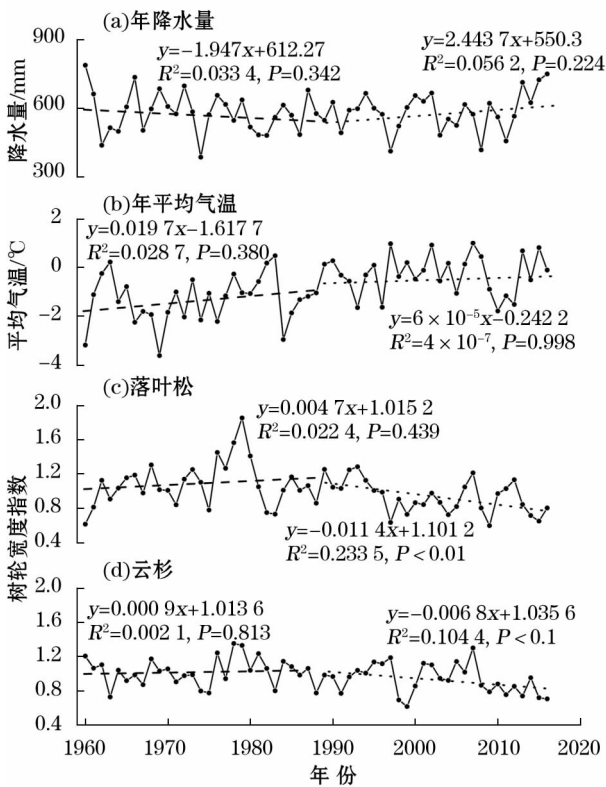 (a)年降水量
900
600
300
降水量/mm
y=−1.947x+612.27
R²=0.033 4, P=0.342
y=2.443 7x+550.3
R²=0.056 2, P=0.224
(b)年平均气温
2
0
−2
−4
平均气温/℃
y=0.019 7x−1.617 7
R²=0.028 7, P=0.380
y=6×10⁻⁵x−0.242 2
R²=4×10⁻⁷, P=0.998
(c)落叶松
2.0
1.6
1.2
0.8
0.4
树轮宽度指数
y=0.004 7x+1.015 2
R²=0.022 4, P=0.439
y=−0.011 4x+1.101 2
R²=0.233 5, P<0.01
(d)云杉
1.6
1.2
0.8
0.4
y=0.000 9x+1.013 6
R²=0.002 1, P=0.813
y=−0.006 8x+1.035 6
R²=0.104 4, P<0.1
1960 1970 1980 1990 2000 2010 2020
年 份